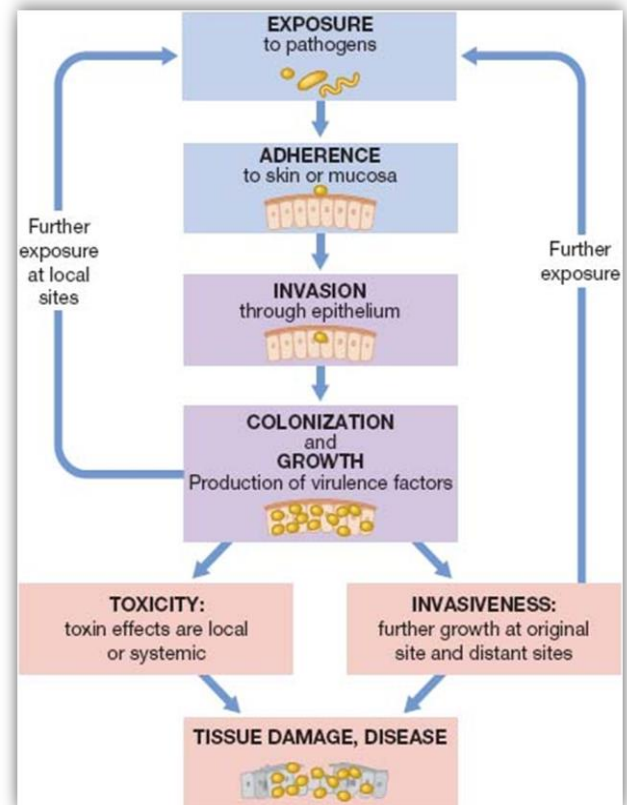 EXPOSURE
to pathogens
ADHERENCE
to skin or mucosa
Further
exposure
at local
sites
Further
exposure
INVASION
through epithelium
COLONIZATION
and
GROWTH
Production of virulence factors
TOXICITY:
toxin effects are local
or systemic
INVASIVENESS:
further growth at original
site and distant sites
TISSUE DAMAGE, DISEASE